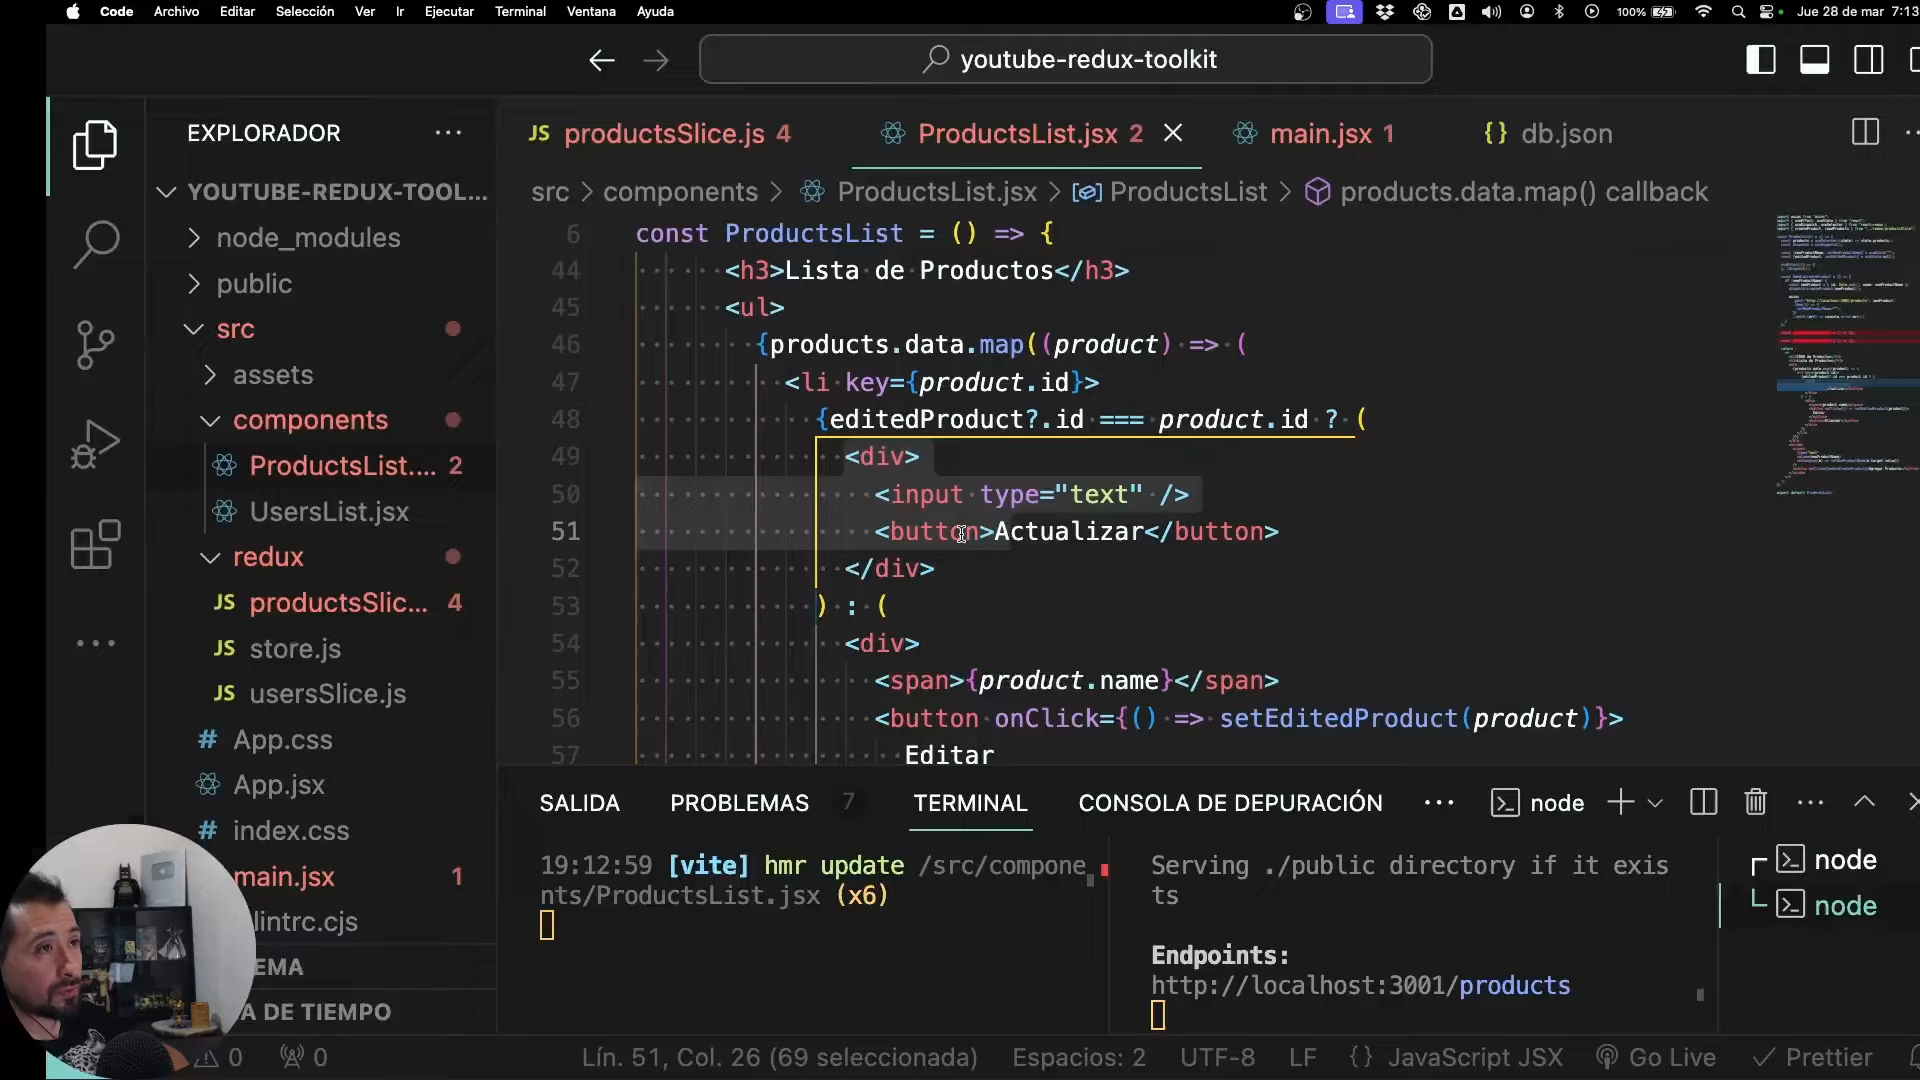 Code Archivo Editar Selección Ver Ir Ejecutar Terminal Ventana Ayuda 100% Jue 28 de mar 7:13
youtube-redux-toolkit
EXPLORADOR
YOUTUBE-REDUX-TOOL...
node_modules
public
src
assets
components
ProductsList.... 2
UsersList.jsx
redux
JS productsSlic... 4
JS store.js
JS usersSlice.js
# App.css
App.jsx
# index.css
main.jsx 1
lintrc.cjs
EMA
A DE TIEMPO
JS productsSlice.js 4 ProductsList.jsx 2 main.jsx 1 {} db.json
src > components > ProductsList.jsx > ProductsList > products.data.map() callback
6 const ProductsList = () => {
44 <h3>Lista de Productos</h3>
45 <ul>
46 {products.data.map((product) => (
47 <li key={product.id}>
48 {editedProduct?.id === product.id ? (
49 <div>
50 <input type="text" />
51 <button>Actualizar</button>
52 </div>
53 ) : (
54 <div>
55 <span>{product.name}</span>
56 <button onClick={() => setEditedProduct(product)}>
57 Editar
SALIDA PROBLEMAS 7 TERMINAL CONSOLA DE DEPURACIÓN node
19:12:59 [vite] hmr update /src/compone
nts/ProductsList.jsx (x6)
Serving ./public directory if it exis
ts
Endpoints:
http://localhost:3001/products
node
node
0 0 Lín. 51, Col. 26 (69 seleccionada) Espacios: 2 UTF-8 LF {} JavaScript JSX Go Live Prettier